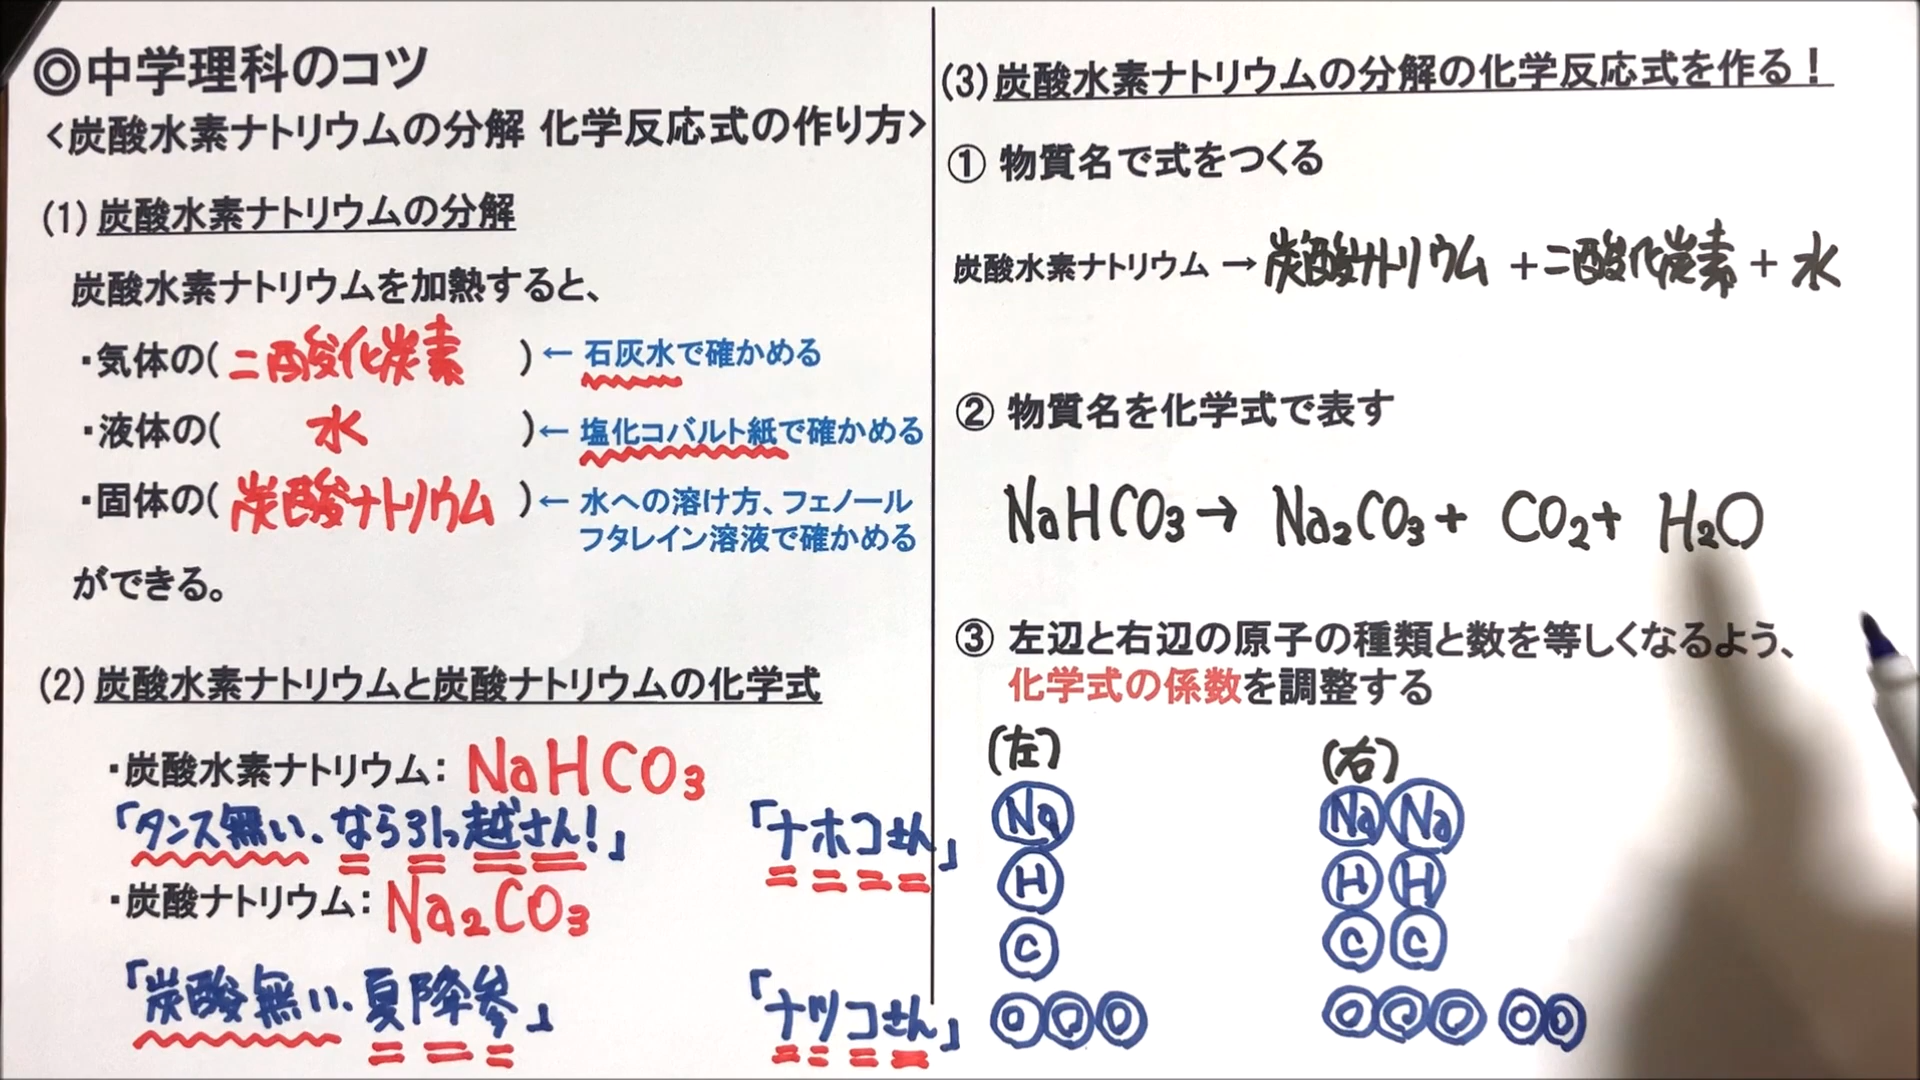 ◎中学理科のコツ
<炭酸水素ナトリウムの分解 化学反応式の作り方>
(1) 炭酸水素ナトリウムの分解
炭酸水素ナトリウムを加熱すると、
・気体の( 二酸化炭素 )← 石灰水で確かめる
・液体の( 水 )← 塩化コバルト紙で確かめる
・固体の( 炭酸ナトリウム )← 水への溶け方、フェノール
フタレイン溶液で確かめる
ができる。
(2) 炭酸水素ナトリウムと炭酸ナトリウムの化学式
・炭酸水素ナトリウム： NaHCO3
「タンス無い、なら引っ越さん!」 「ナホコさん」
・炭酸ナトリウム： Na2CO3
「炭酸無い、夏降参」 「ナツコさん」
(3) 炭酸水素ナトリウムの分解の化学反応式を作る！
① 物質名で式をつくる
炭酸水素ナトリウム → 炭酸ナトリウム + 二酸化炭素 + 水
② 物質名を化学式で表す
NaHCO3 → Na2CO3 + CO2 + H2O
③ 左辺と右辺の原子の種類と数を等しくなるよう、
化学式の係数を調整する
(左) (右)
Na Na Na
H H H
C C C
O O O O O O O O